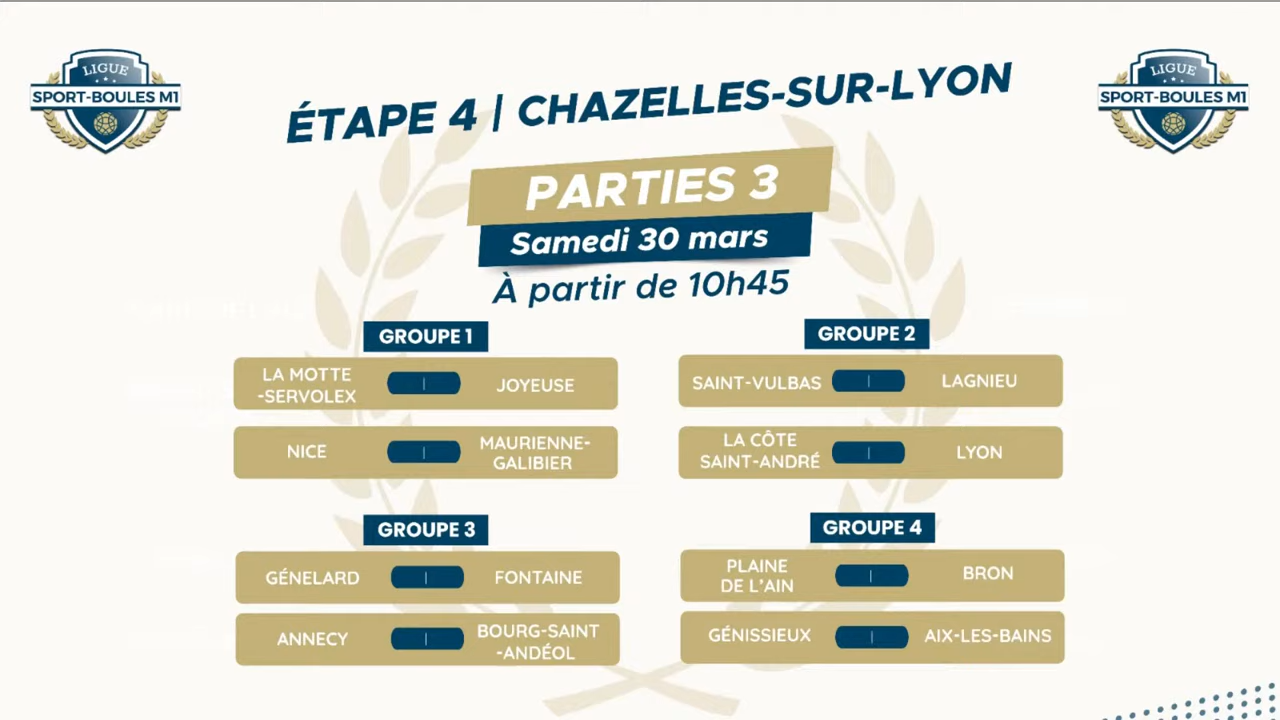 LIGUE
SPORT-BOULES M1
LIGUE
SPORT-BOULES M1
ÉTAPE 4 | CHAZELLES-SUR-LYON
PARTIES 3
Samedi 30 mars
À partir de 10h45
GROUPE 1
LA MOTTE
-SERVOLEX
JOYEUSE
NICE
MAURIENNE-
GALIBIER
GROUPE 2
SAINT-VULBAS
LAGNIEU
LA CÔTE
SAINT-ANDRÉ
LYON
GROUPE 3
GÉNELARD
FONTAINE
ANNECY
BOURG-SAINT
-ANDÉOL
GROUPE 4
PLAINE
DE L'AIN
BRON
GÉNISSIEUX
AIX-LES-BAINS